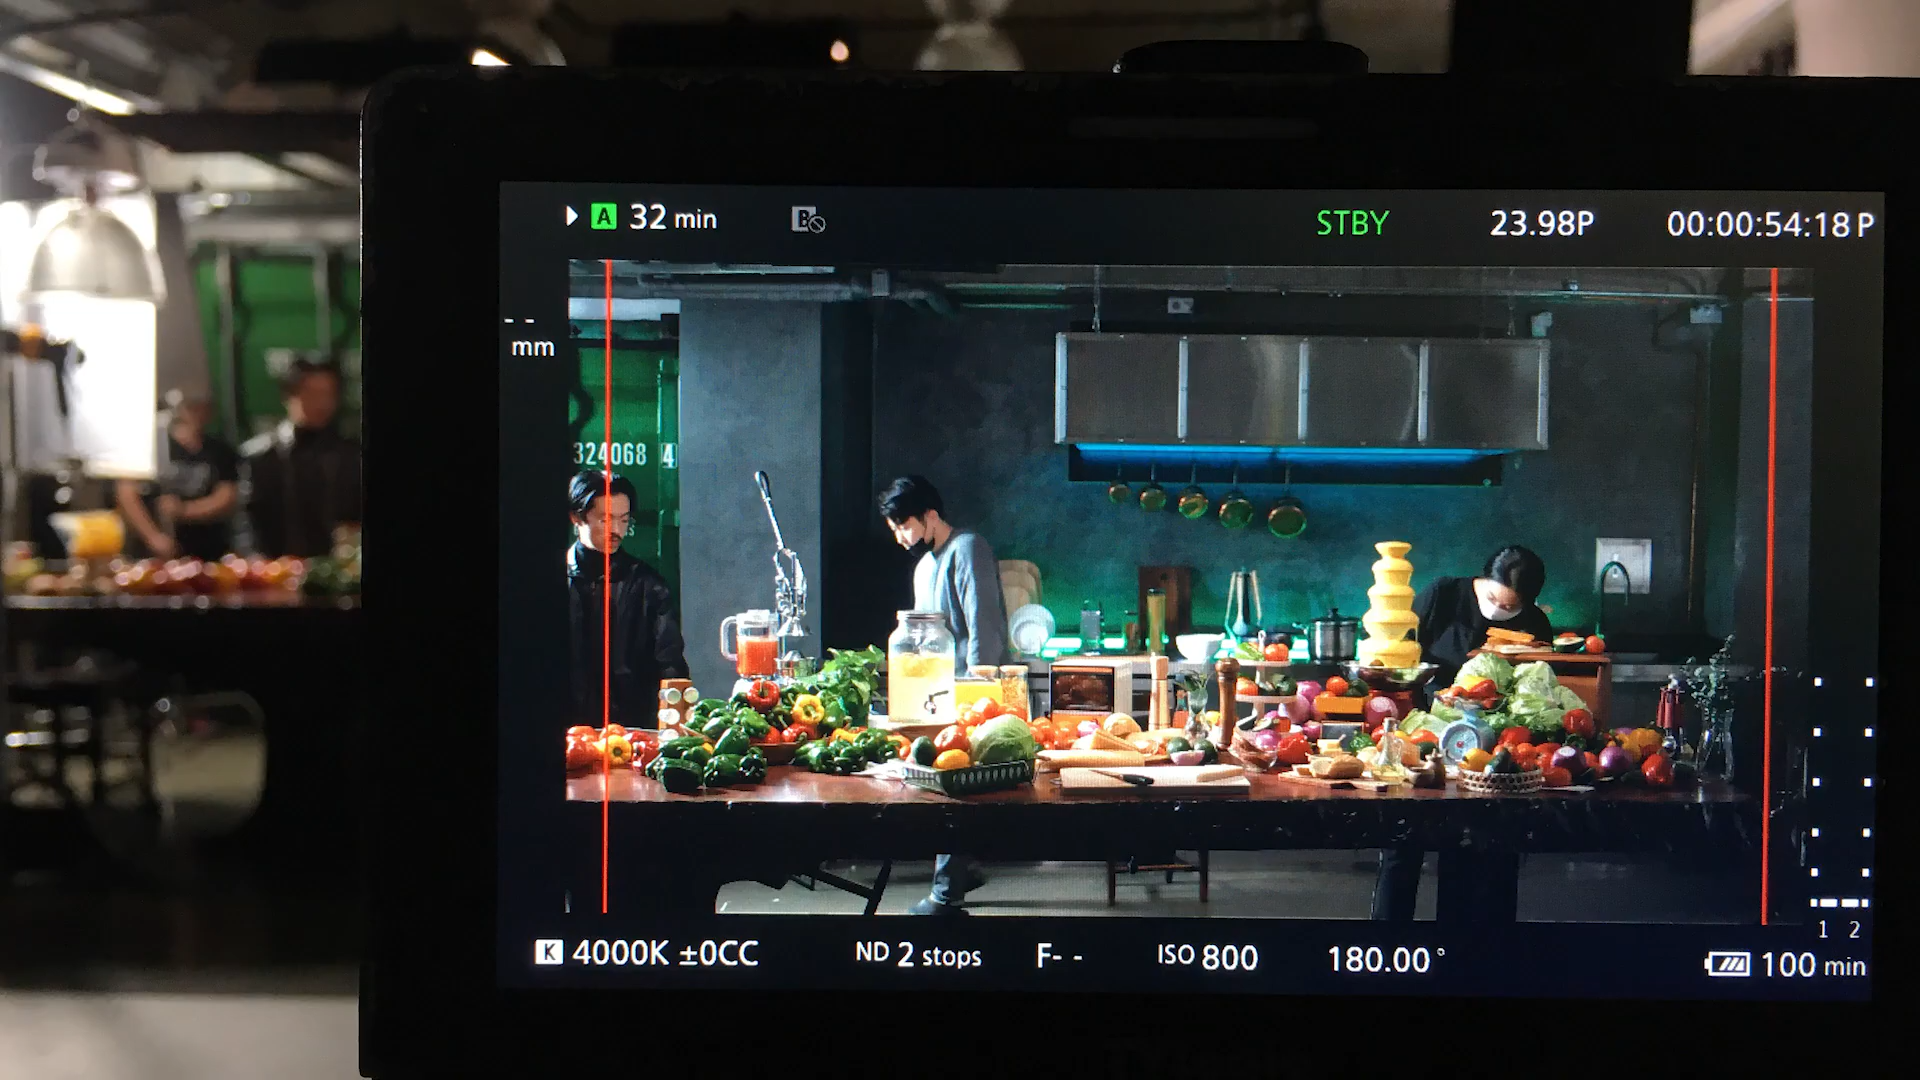 A 32 min
B
STBY
23.98P
00:00:54:18 P
- -
mm
324068 4
1 2
K 4000K ±0CC
ND 2 stops
F- -
ISO 800
180.00°
100 min